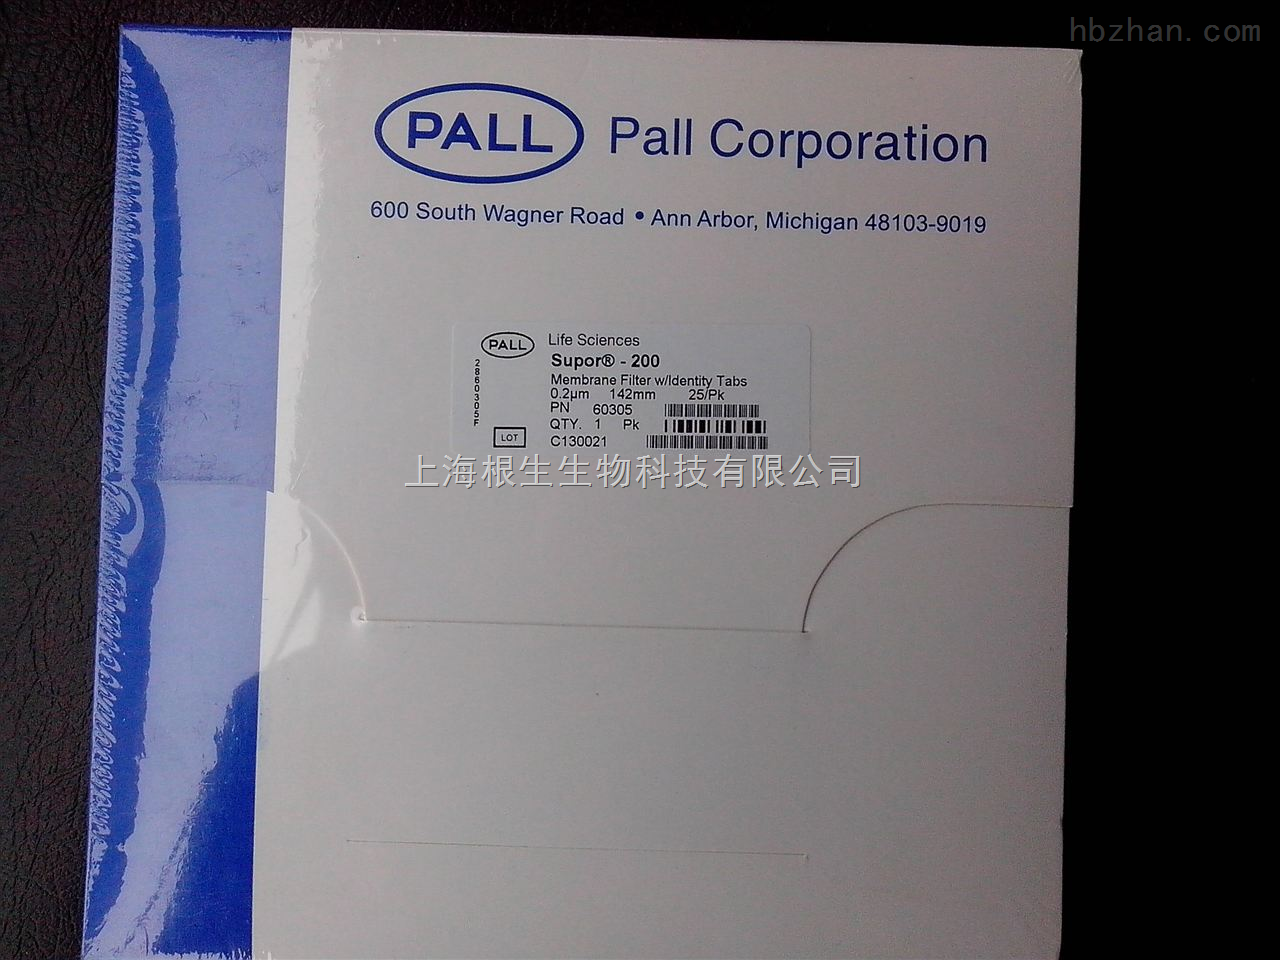 hbzhan.com
PALL Pall Corporation
600 South Wagner Road • Ann Arbor, Michigan 48103-9019
PALL Life Sciences
Supor® - 200
Membrane Filter w/Identity Tabs
0.2µm 142mm 25/Pk
PN 60305
QTY. 1 Pk
LOT C130021
2860305F
上海根生生物科技有限公司